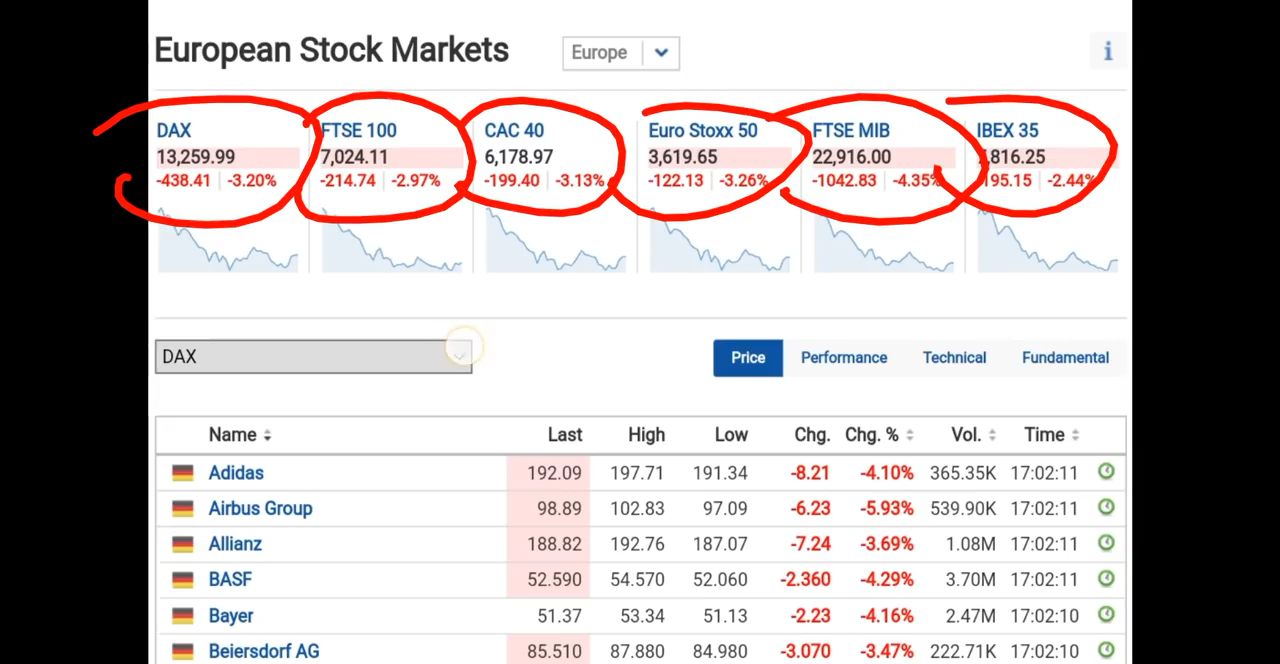 European Stock Markets
Europe
i
DAX FTSE 100 CAC 40 Euro Stoxx 50 FTSE MIB IBEX 35
13,259.99 7,024.11 6,178.97 3,619.65 22,916.00 ,816.25
-438.41 -3.20% -214.74 -2.97% -199.40 -3.13% -122.13 -3.26% -1042.83 -4.35% 195.15 -2.44%
DAX
Price Performance Technical Fundamental
Name Last High Low Chg. Chg. % Vol. Time
Adidas 192.09 197.71 191.34 -8.21 -4.10% 365.35K 17:02:11
Airbus Group 98.89 102.83 97.09 -6.23 -5.93% 539.90K 17:02:11
Allianz 188.82 192.76 187.07 -7.24 -3.69% 1.08M 17:02:11
BASF 52.590 54.570 52.060 -2.360 -4.29% 3.70M 17:02:11
Bayer 51.37 53.34 51.13 -2.23 -4.16% 2.47M 17:02:10
Beiersdorf AG 85.510 87.880 84.980 -3.070 -3.47% 222.71K 17:02:10